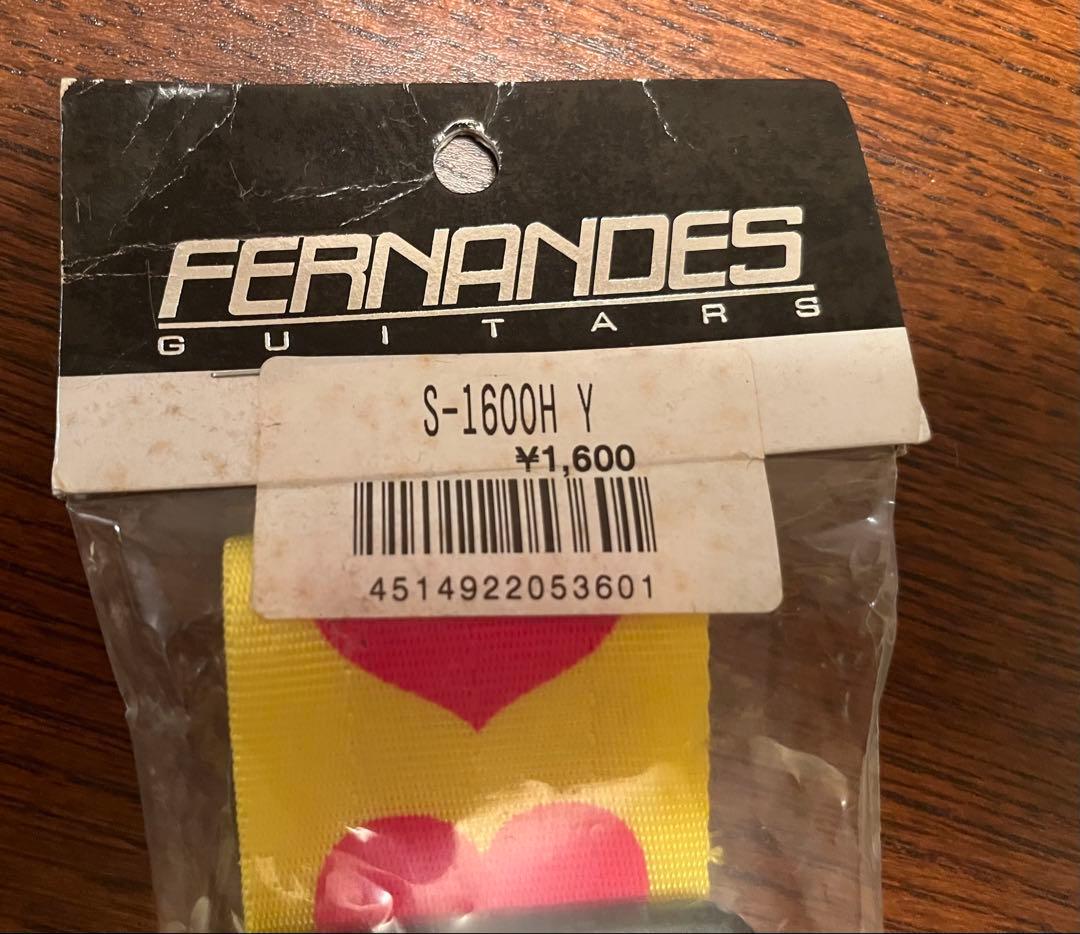 FERNANDES
GUITARS
S-1600H Y
¥1,600
4514922053601